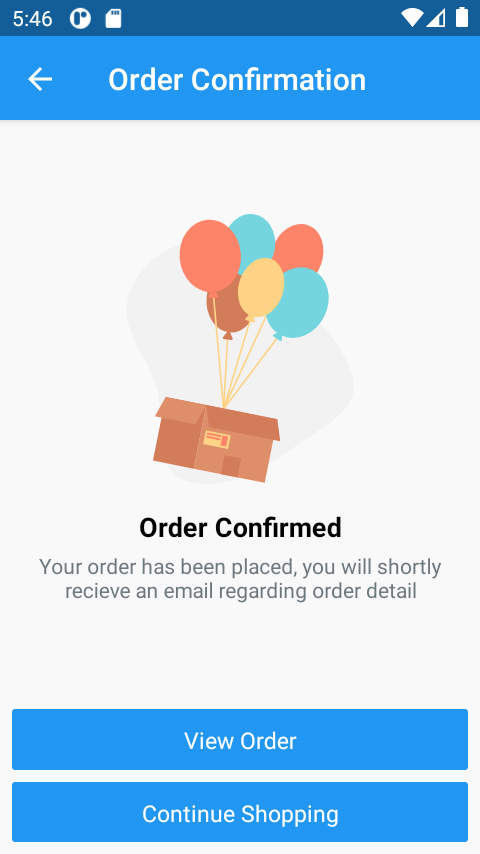 5:46
Order Confirmation
Order Confirmed
Your order has been placed, you will shortly
recieve an email regarding order detail
View Order
Continue Shopping